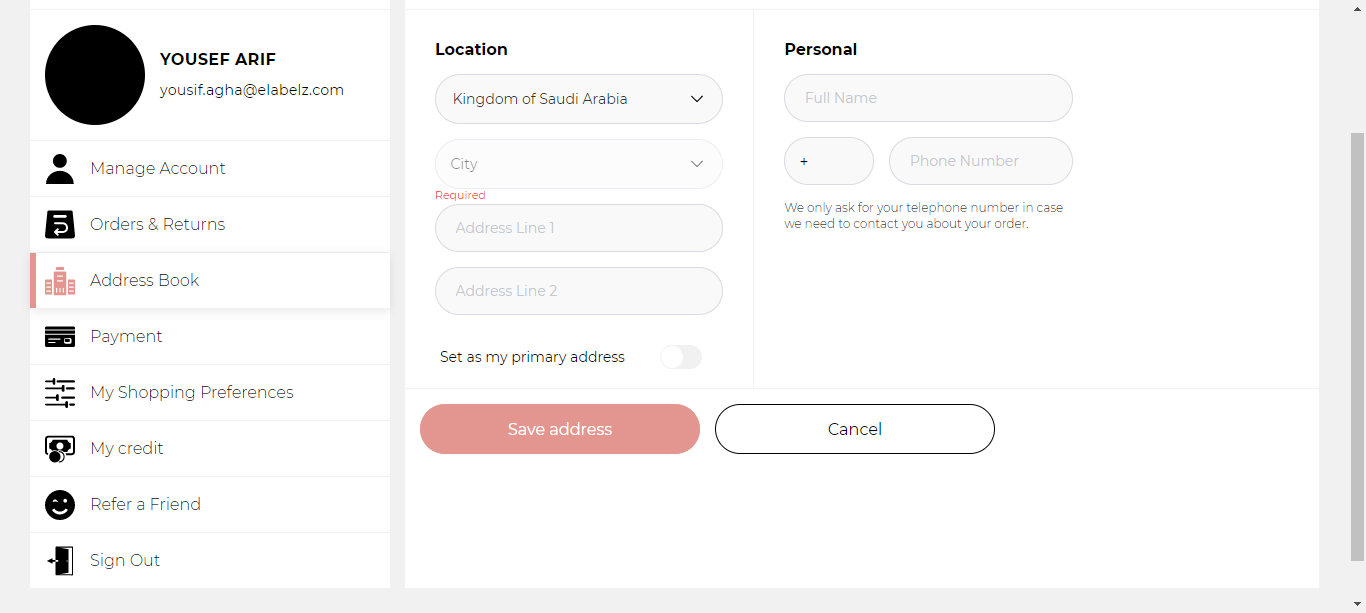 YOUSEF ARIF
yousif.agha@elabelz.com
Manage Account
Orders & Returns
Address Book
Payment
My Shopping Preferences
My credit
Refer a Friend
Sign Out
Location
Kingdom of Saudi Arabia
City
Required
Address Line 1
Address Line 2
Set as my primary address
Personal
Full Name
+
Phone Number
We only ask for your telephone number in case
we need to contact you about your order.
Save address
Cancel